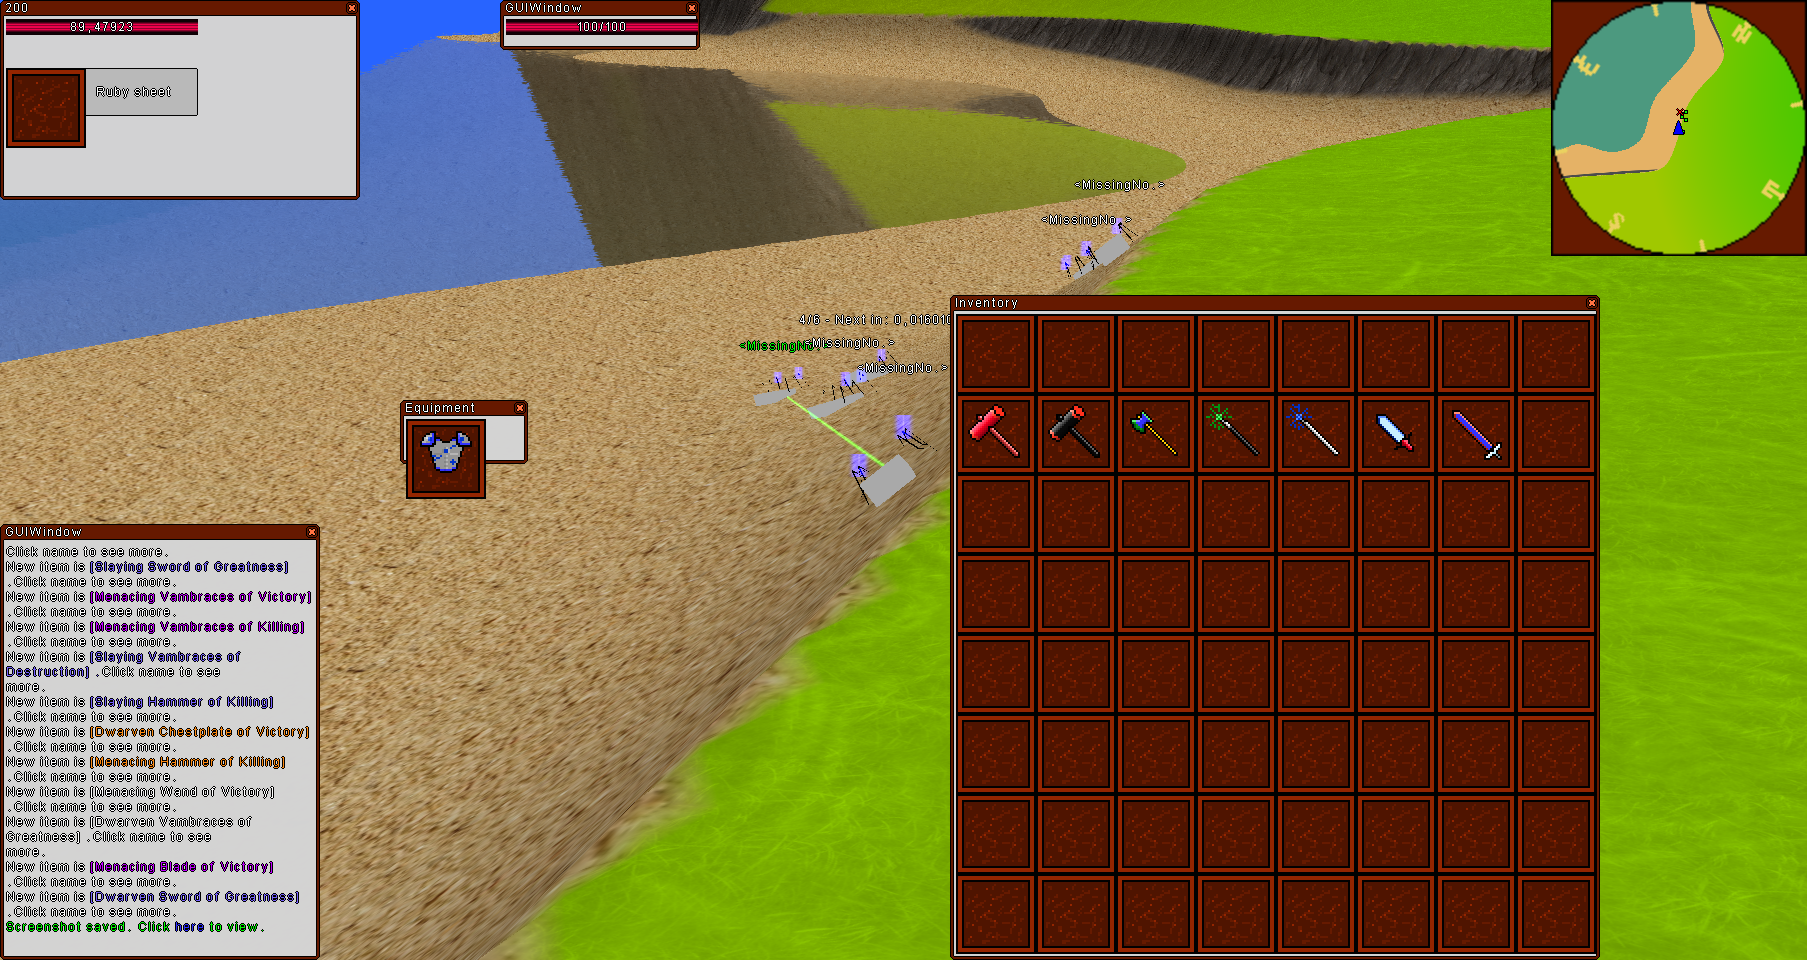 200
89,47923
Ruby sheet
GUIWindow
100/100
<MissingNo.>
<MissingNo.>
4/6 - Next in: 0,016010
<MissingNo.>
<MissingNo.>
Inventory
Equipment
GUIWindow
Click name to see more.
New item is [Slaying Sword of Greatness]
.Click name to see more.
New item is [Menacing Vambraces of Victory]
.Click name to see more.
New item is [Menacing Vambraces of Killing]
.Click name to see more.
New item is [Slaying Vambraces of
Destruction] .Click name to see
more.
New item is [Slaying Hammer of Killing]
.Click name to see more.
New item is [Dwarven Chestplate of Victory]
.Click name to see more.
New item is [Menacing Hammer of Killing]
.Click name to see more.
New item is [Menacing Wand of Victory]
.Click name to see more.
New item is [Dwarven Vambraces of
Greatness] .Click name to see
more.
New item is [Menacing Blade of Victory]
.Click name to see more.
New item is [Dwarven Sword of Greatness]
.Click name to see more.
Screenshot saved. Click here to view.
N
E
S
W